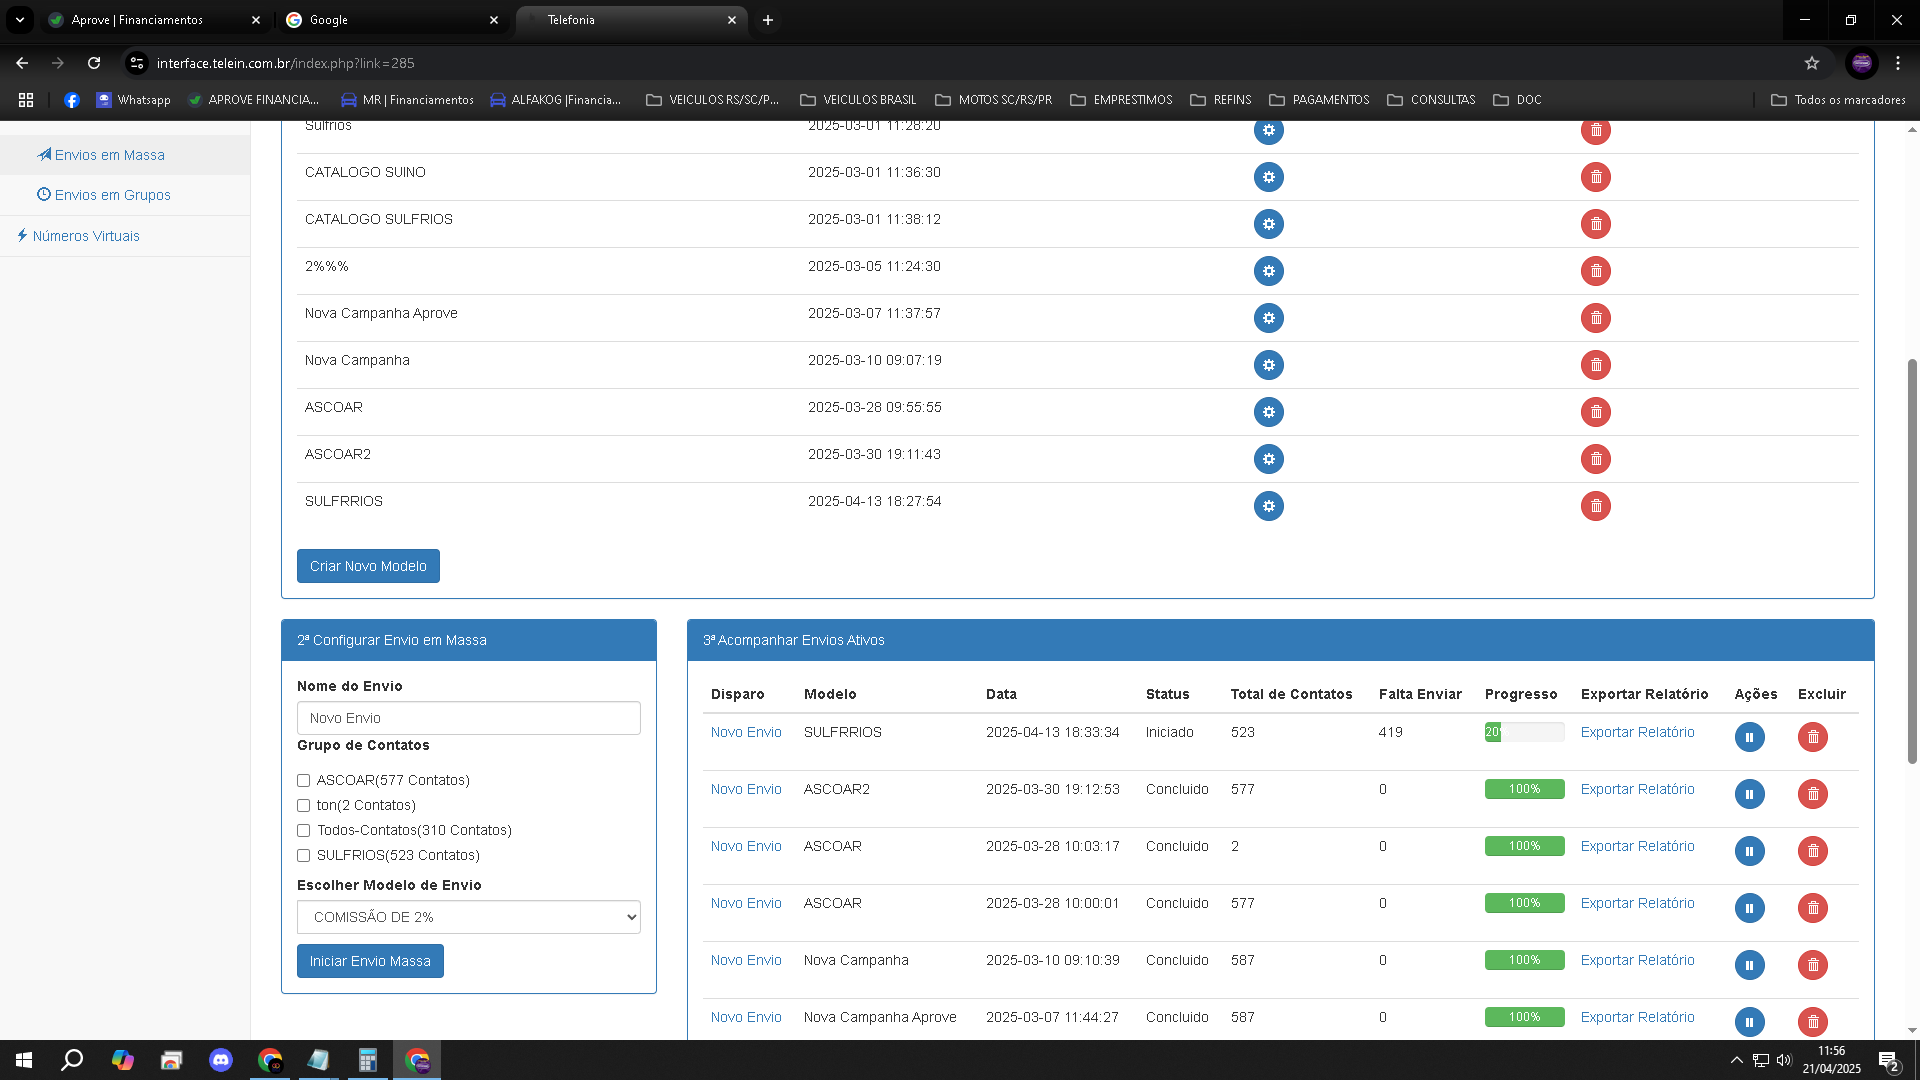 Aprove | Financiamentos
Google
Telefonia
interface.telein.com.br/index.php?link=285
Whatsapp
APROVE FINANCIA...
MR | Financiamentos
ALFAKOG |Financia...
VEICULOS RS/SC/P...
VEICULOS BRASIL
MOTOS SC/RS/PR
EMPRESTIMOS
REFINS
PAGAMENTOS
CONSULTAS
DOC
Todos os marcadores
Envios em Massa
Envios em Grupos
Números Virtuais
Sulfrios 2025-03-01 11:28:20
CATALOGO SUINO 2025-03-01 11:36:30
CATALOGO SULFRIOS 2025-03-01 11:38:12
2%%% 2025-03-05 11:24:30
Nova Campanha Aprove 2025-03-07 11:37:57
Nova Campanha 2025-03-10 09:07:19
ASCOAR 2025-03-28 09:55:55
ASCOAR2 2025-03-30 19:11:43
SULFRRIOS 2025-04-13 18:27:54
Criar Novo Modelo
2ª Configurar Envio em Massa
Nome do Envio
Novo Envio
Grupo de Contatos
ASCOAR(577 Contatos)
ton(2 Contatos)
Todos-Contatos(310 Contatos)
SULFRIOS(523 Contatos)
Escolher Modelo de Envio
COMISSÃO DE 2%
Iniciar Envio Massa
3ª Acompanhar Envios Ativos
Disparo Modelo Data Status Total de Contatos Falta Enviar Progresso Exportar Relatório Ações Excluir
Novo Envio SULFRRIOS 2025-04-13 18:33:34 Iniciado 523 419 20 Exportar Relatório
Novo Envio ASCOAR2 2025-03-30 19:12:53 Concluido 577 0 100% Exportar Relatório
Novo Envio ASCOAR 2025-03-28 10:03:17 Concluido 2 0 100% Exportar Relatório
Novo Envio ASCOAR 2025-03-28 10:00:01 Concluido 577 0 100% Exportar Relatório
Novo Envio Nova Campanha 2025-03-10 09:10:39 Concluido 587 0 100% Exportar Relatório
Novo Envio Nova Campanha Aprove 2025-03-07 11:44:27 Concluido 587 0 100% Exportar Relatório
11:56
21/04/2025
2